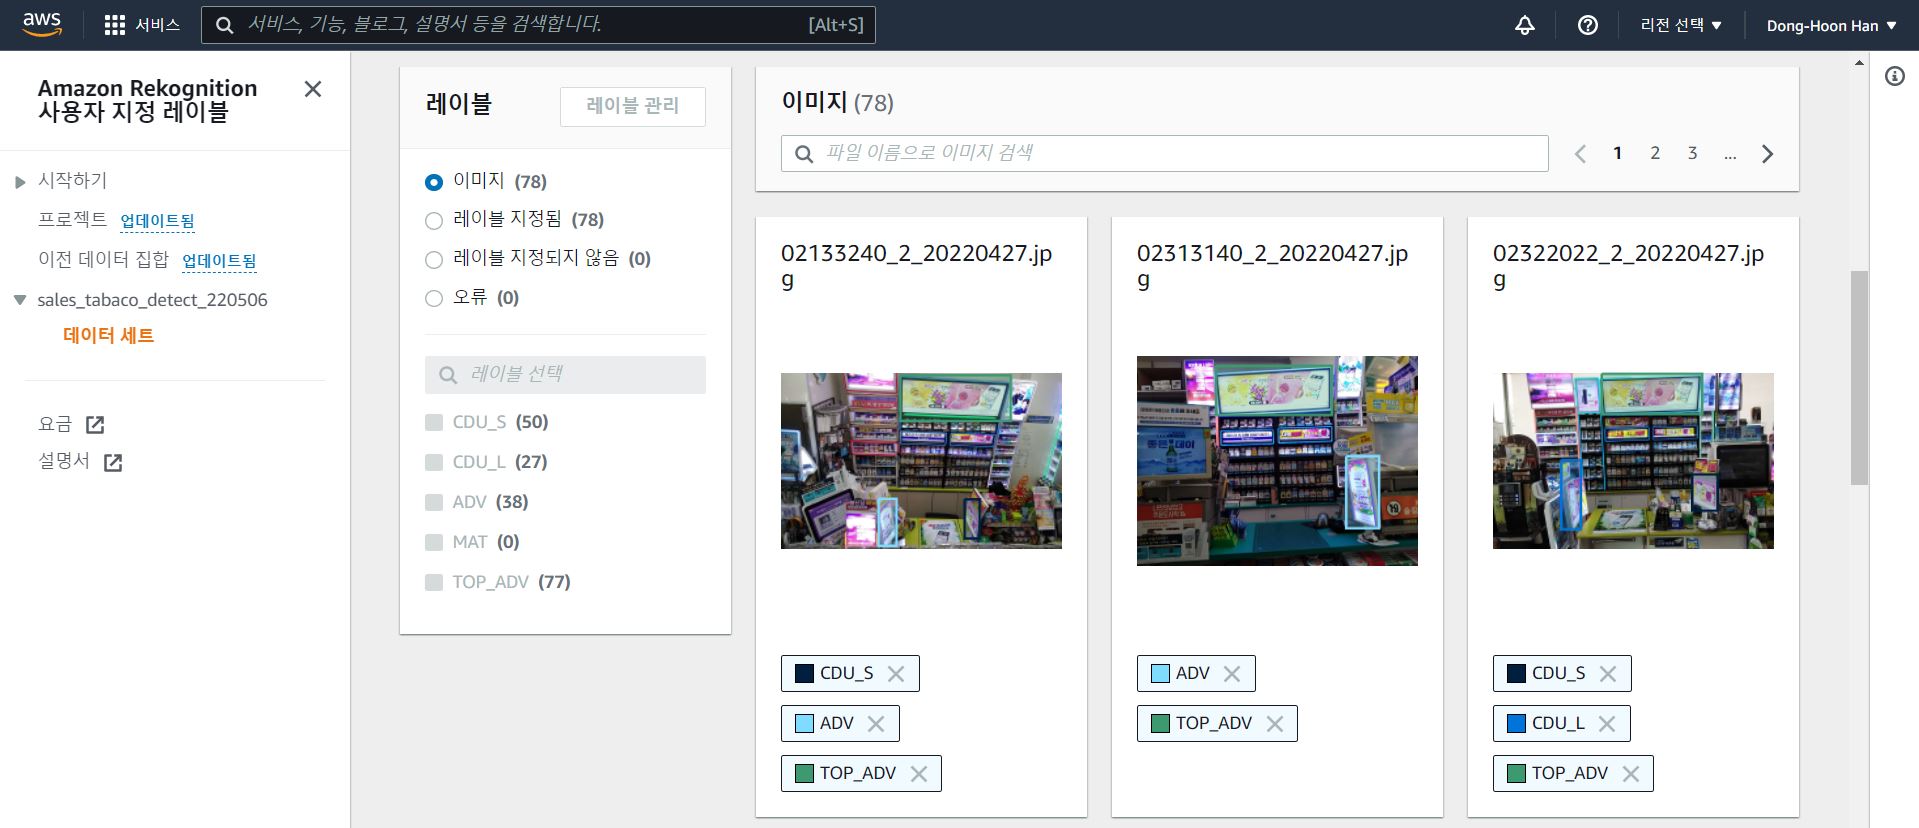 aws
서비스
서비스, 기능, 블로그, 설명서 등을 검색합니다.
[Alt+S]
리전 선택
Dong-Hoon Han
Amazon Rekognition
사용자 지정 레이블
시작하기
프로젝트 업데이트됨
이전 데이터 집합 업데이트됨
sales_tabaco_detect_220506
데이터 세트
요금
설명서
레이블
레이블 관리
이미지 (78)
레이블 지정됨 (78)
레이블 지정되지 않음 (0)
오류 (0)
레이블 선택
CDU_S (50)
CDU_L (27)
ADV (38)
MAT (0)
TOP_ADV (77)
이미지 (78)
파일 이름으로 이미지 검색
1 2 3 ...
02133240_2_20220427.jp
g
CDU_S
ADV
TOP_ADV
02313140_2_20220427.jp
g
좋은데이
ADV
TOP_ADV
02322022_2_20220427.jp
g
CDU_S
CDU_L
TOP_ADV